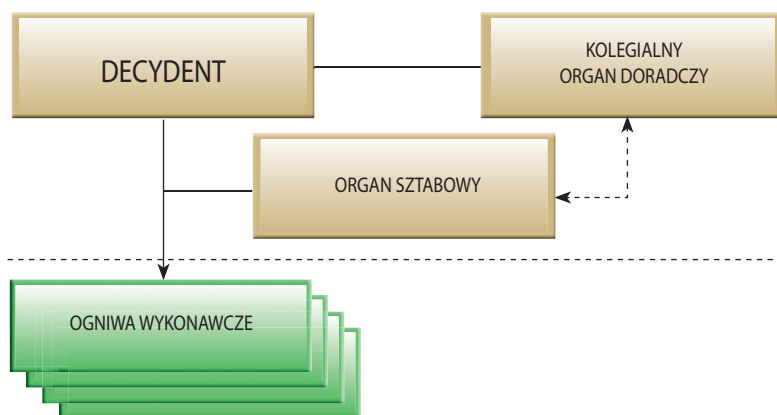 DECYDENT
KOLEGIALNY
ORGAN DORADCZY
ORGAN SZTABOWY
OGNIWA WYKONAWCZE